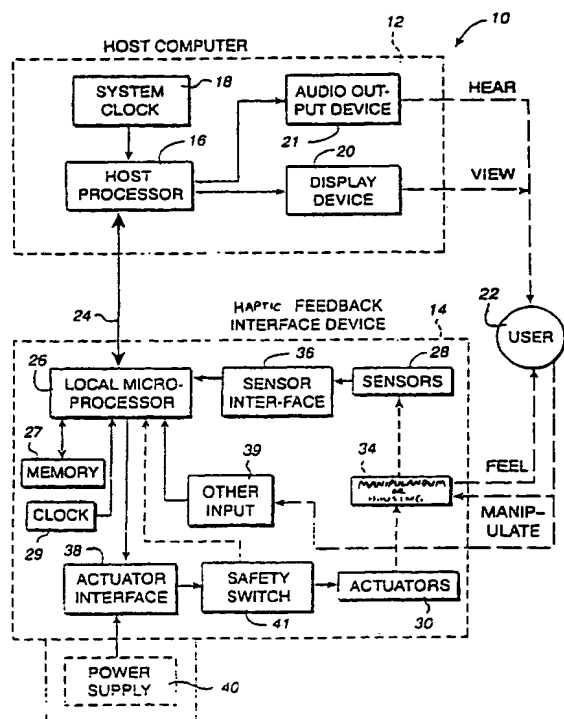 10
HOST COMPUTER
12
SYSTEM
CLOCK
18
AUDIO OUT-
PUT DEVICE
21
HEAR
16
HOST
PROCESSOR
20
DISPLAY
DEVICE
VIEW
24
HAPTIC FEEDBACK
INTERFACE DEVICE
14
22
USER
26
LOCAL MICRO-
PROCESSOR
36
SENSOR
INTER-FACE
28
SENSORS
27
MEMORY
39
OTHER
INPUT
34
MANIPULANDUM
OR
HOUSING
FEEL
MANIP-
ULATE
CLOCK
29
38
ACTUATOR
INTERFACE
SAFETY
SWITCH
41
ACTUATORS
30
POWER
SUPPLY
40